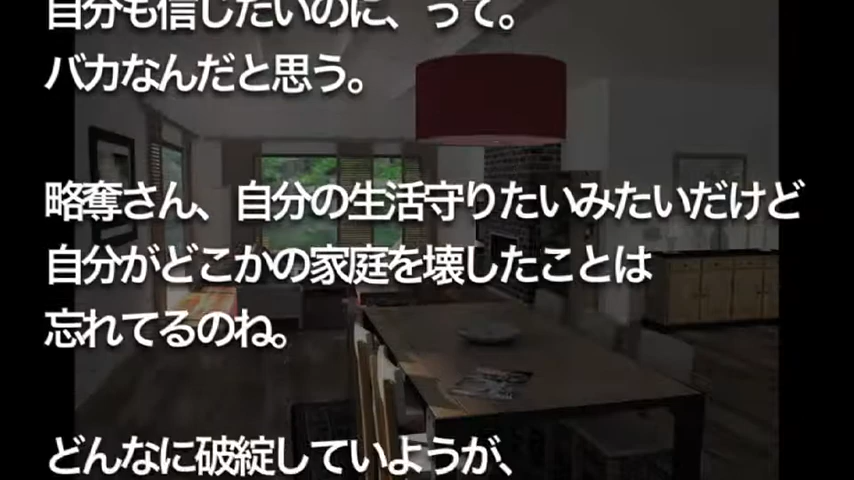 自分も信じたいのに、って。
バカなんだと思う。
略奪さん、自分の生活守りたいみたいだけど
自分がどこかの家庭を壊したことは
忘れてるのね。
どんなに破綻していようが、